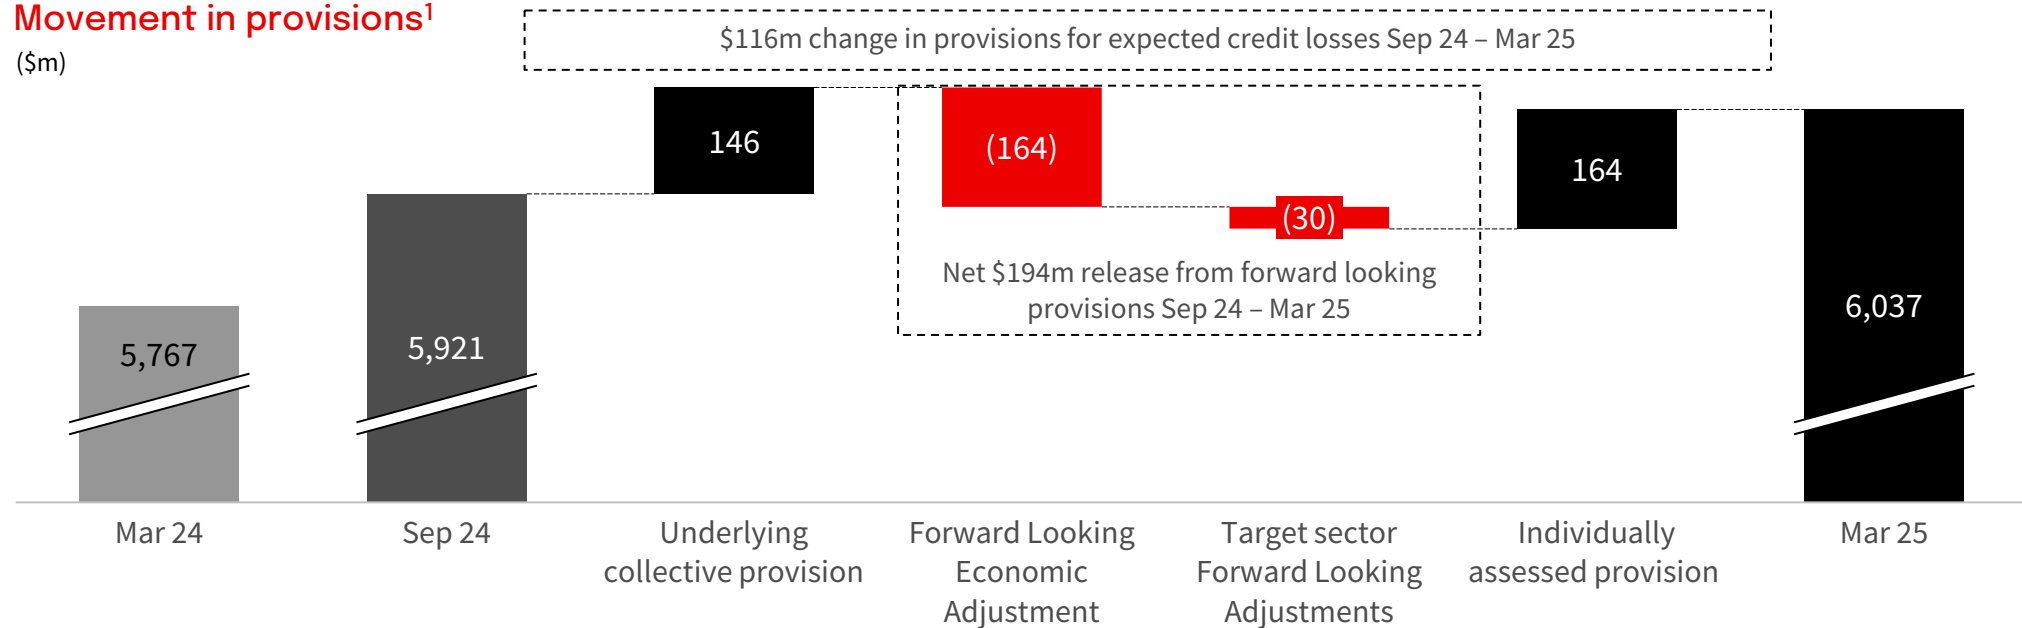 Movement in provisions¹
($m)
$116m change in provisions for expected credit losses Sep 24 – Mar 25
146
(164)
(30)
164
Net $194m release from forward looking
provisions Sep 24 – Mar 25
5,767
5,921
6,037
Mar 24
Sep 24
Underlying
collective provision
Forward Looking
Economic
Adjustment
Target sector
Forward Looking
Adjustments
Individually
assessed provision
Mar 25